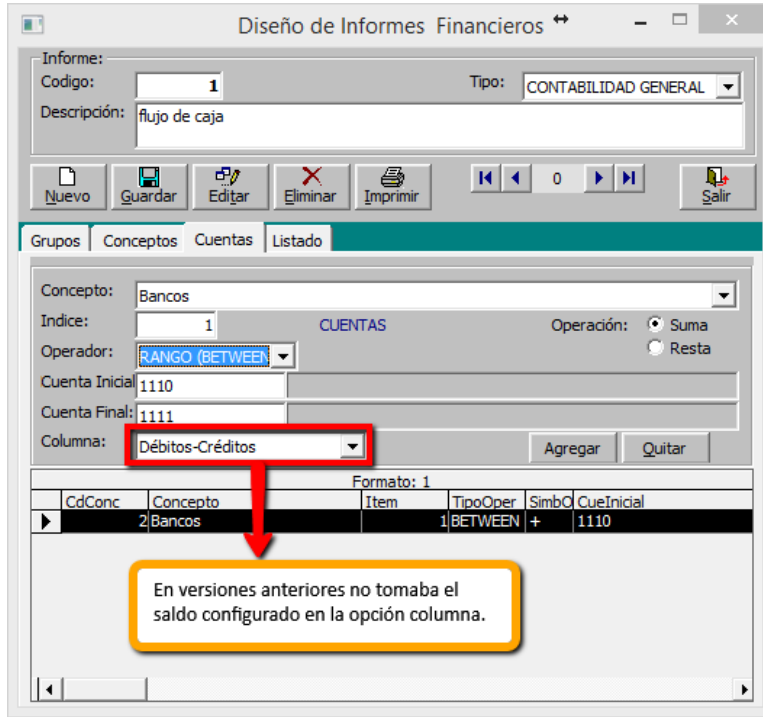 Diseño de Informes Financieros
Informe:
Codigo: 1 Tipo: CONTABILIDAD GENERAL
Descripción: flujo de caja
Nuevo Guardar Editar Eliminar Imprimir 0 Salir
Grupos Conceptos Cuentas Listado
Concepto: Bancos
Indice: 1 CUENTAS Operación: Suma
Operador: RANGO (BETWEEN Resta
Cuenta Inicial 1110
Cuenta Final: 1111
Columna: Débitos-Créditos Agregar Quitar
Formato: 1
CdConc Concepto Item TipoOper SimbO CueInicial
2 Bancos 1 BETWEEN + 1110
En versiones anteriores no tomaba el
saldo configurado en la opción columna.